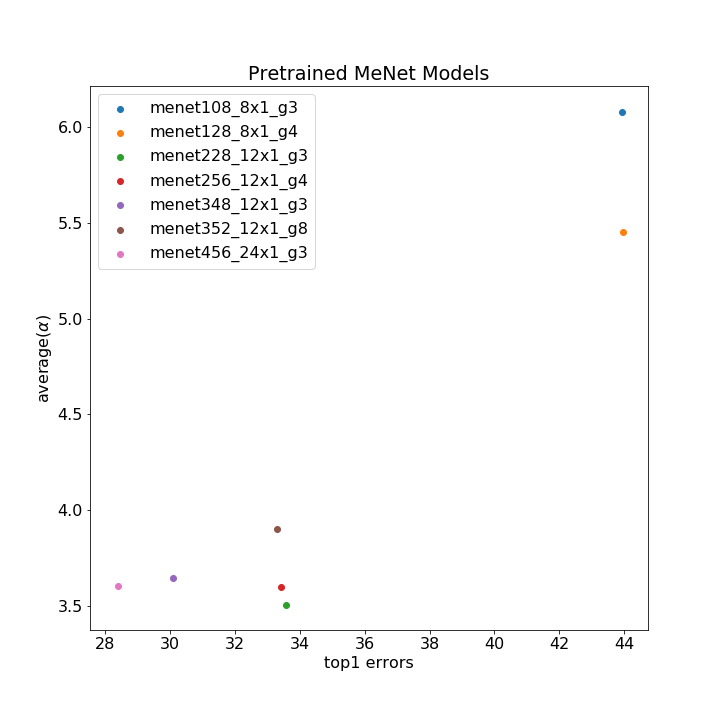 Pretrained MeNet Models
menet108_8x1_g3
menet128_8x1_g4
menet228_12x1_g3
menet256_12x1_g4
menet348_12x1_g3
menet352_12x1_g8
menet456_24x1_g3
average(α)
6.0
5.5
5.0
4.5
4.0
3.5
28 30 32 34 36 38 40 42 44
top1 errors